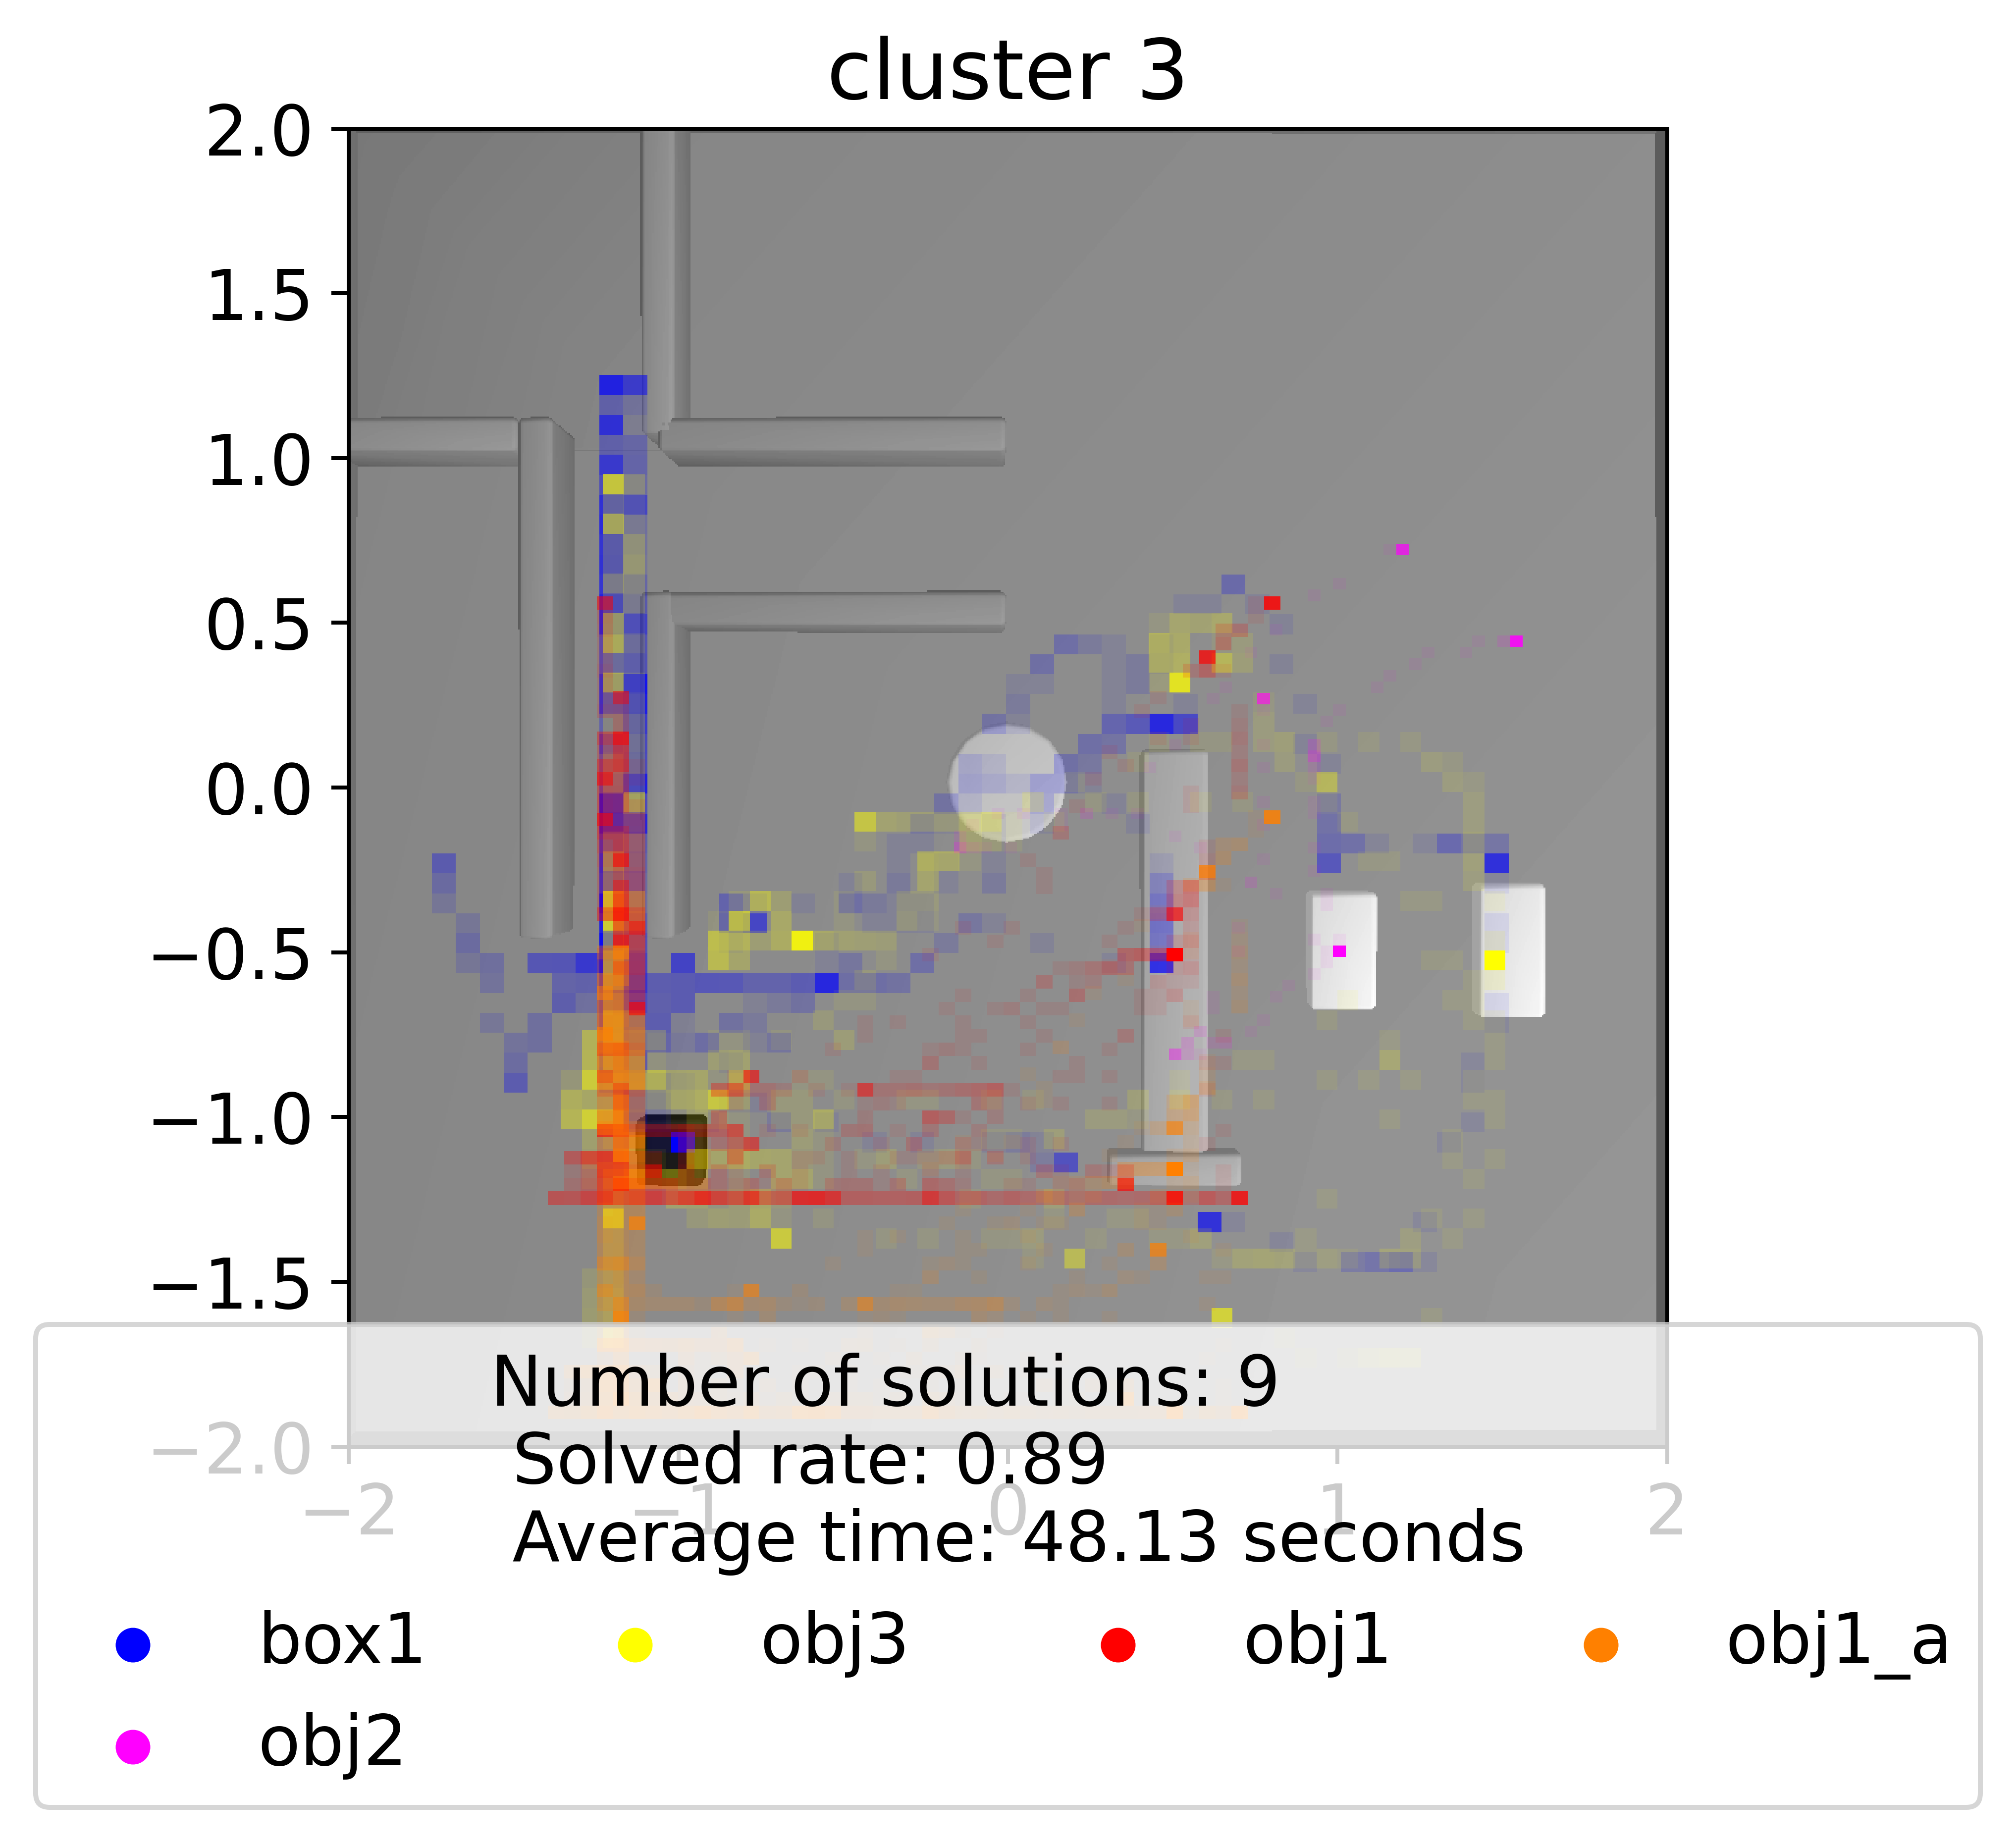 cluster 3
2.0
1.5
1.0
0.5
0.0
−0.5
−1.0
−1.5
−2.0
−2 −1 0 1 2
Number of solutions: 9
Solved rate: 0.89
Average time: 48.13 seconds
box1 obj3 obj1 obj1_a
obj2